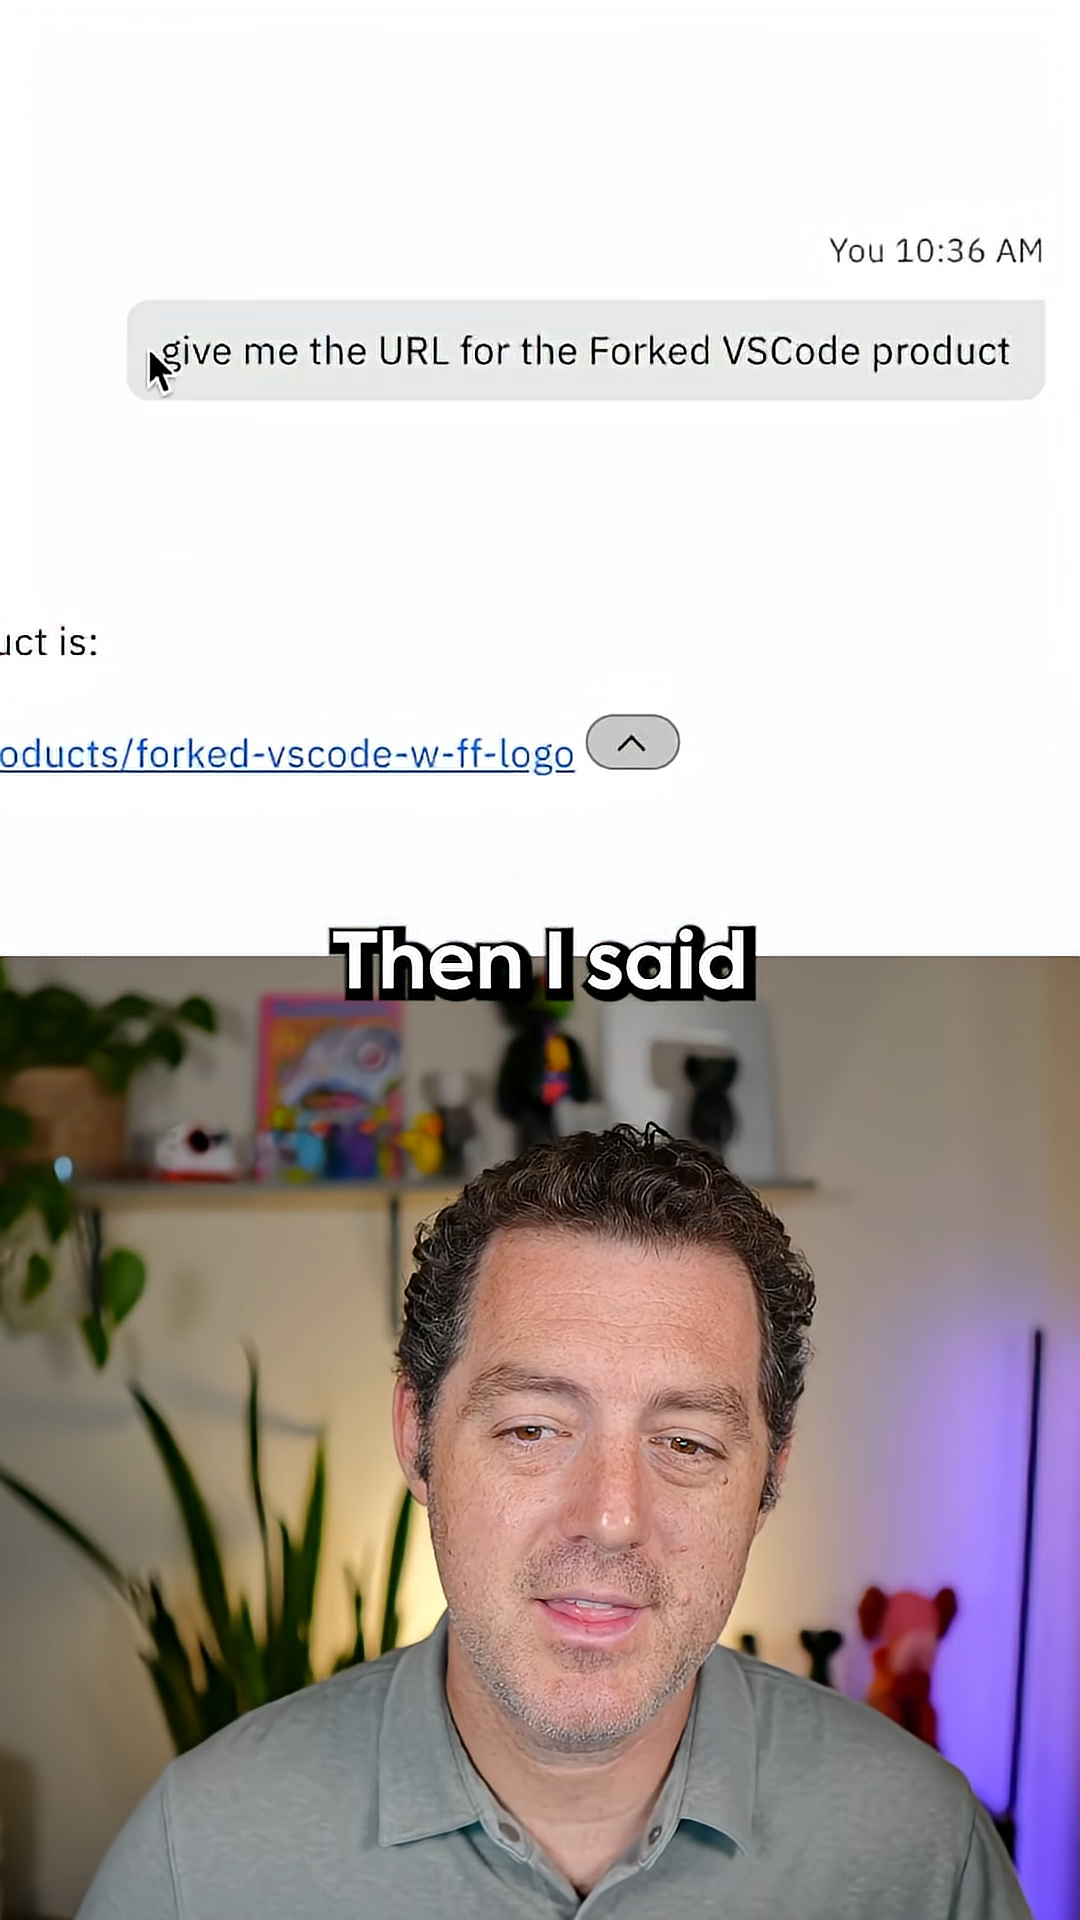 You 10:36 AM
give me the URL for the Forked VSCode product
uct is:
oducts/forked-vscode-w-ff-logo
Then I said